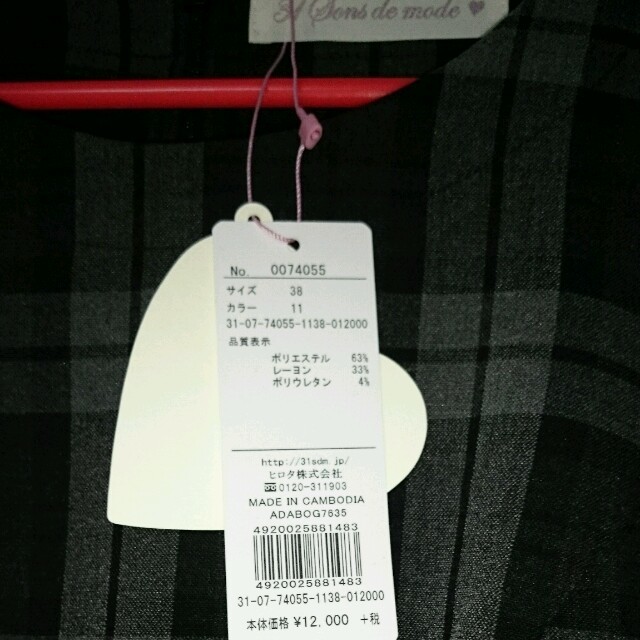 Sons de mode ♥
No. 0074055
サイズ 38
カラー 11
31-07-74055-1138-012000
品質表示
ポリエステル 63%
レーヨン 33%
ポリウレタン 4%
http://31sdm.jp/
ヒロタ株式会社
0120-311903
MADE IN CAMBODIA
ADABOG7635
4920025881483
4920025881483
31-07-74055-1138-012000
本体価格 ¥12,000 +税